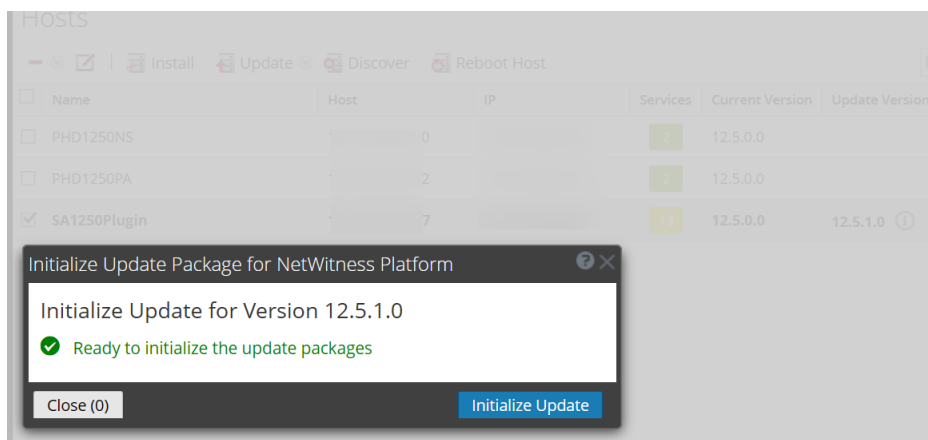 Hosts
Install Update Discover Reboot Host
Name Host IP Services Current Version Update Version
PHD1250NS 0 2 12.5.0.0
PHD1250PA 2 2 12.5.0.0
SA1250Plugin 7 12.5.0.0 12.5.1.0
Initialize Update Package for NetWitness Platform
Initialize Update for Version 12.5.1.0
Ready to initialize the update packages
Close (0) Initialize Update